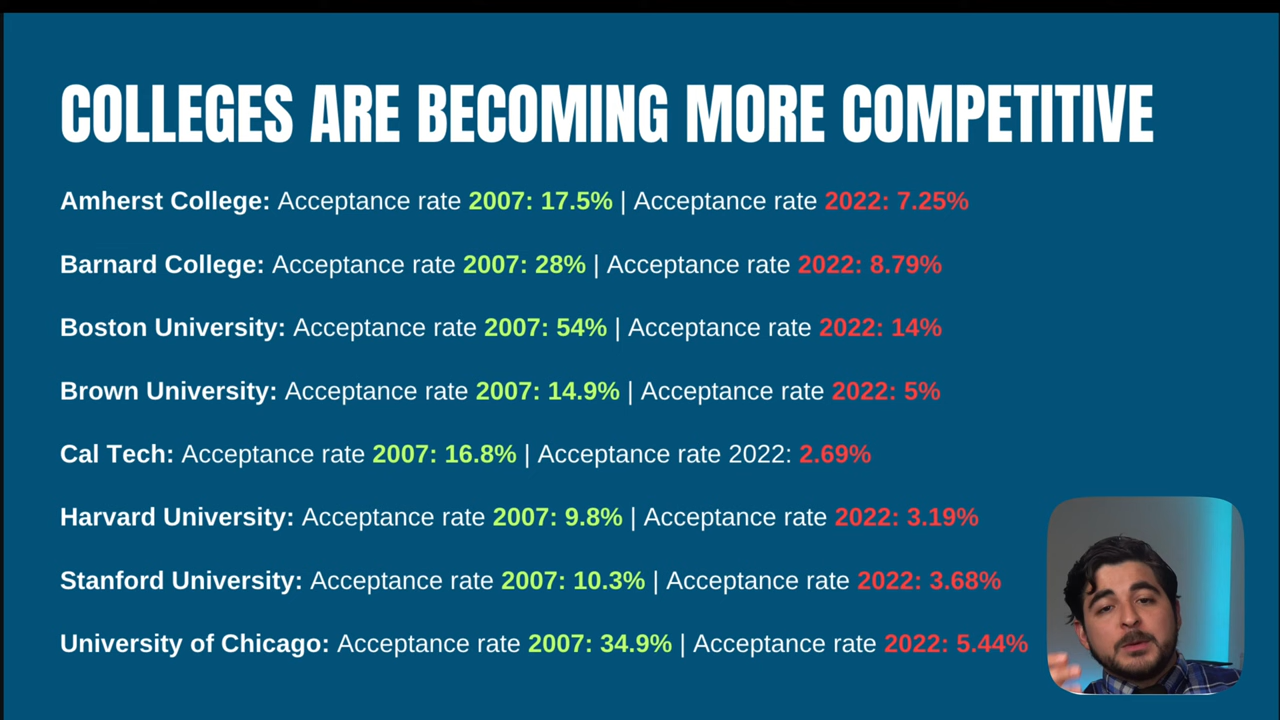 COLLEGES ARE BECOMING MORE COMPETITIVE
Amherst College: Acceptance rate 2007: 17.5% | Acceptance rate 2022: 7.25%
Barnard College: Acceptance rate 2007: 28% | Acceptance rate 2022: 8.79%
Boston University: Acceptance rate 2007: 54% | Acceptance rate 2022: 14%
Brown University: Acceptance rate 2007: 14.9% | Acceptance rate 2022: 5%
Cal Tech: Acceptance rate 2007: 16.8% | Acceptance rate 2022: 2.69%
Harvard University: Acceptance rate 2007: 9.8% | Acceptance rate 2022: 3.19%
Stanford University: Acceptance rate 2007: 10.3% | Acceptance rate 2022: 3.68%
University of Chicago: Acceptance rate 2007: 34.9% | Acceptance rate 2022: 5.44%